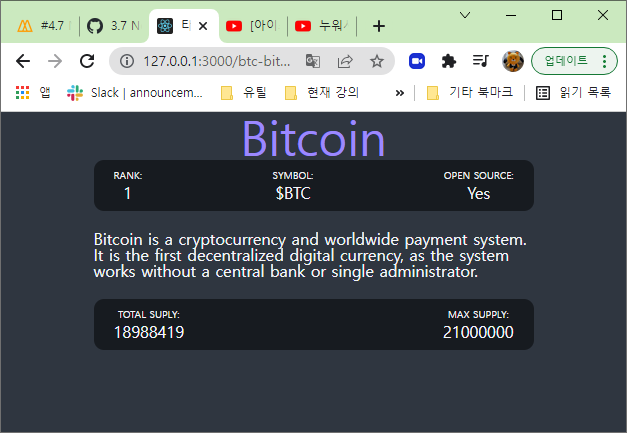 #4.7
3.7 N
[아이
누워서
127.0.0.1:3000/btc-bit...
업데이트
앱
Slack | announcem...
유틸
현재 강의
»
기타 북마크
읽기 목록
Bitcoin
RANK:
SYMBOL:
OPEN SOURCE:
1
$BTC
Yes
Bitcoin is a cryptocurrency and worldwide payment system.
It is the first decentralized digital currency, as the system
works without a central bank or single administrator.
TOTAL SUPLY:
MAX SUPPLY:
18988419
21000000